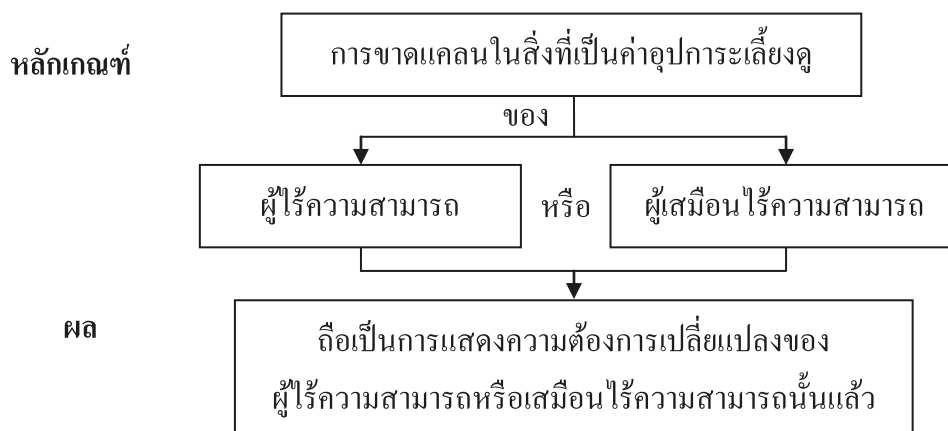 หลักเกณฑ์
การขาดแคลนในสิ่งที่เป็นค่าอุปการะเลี้ยงดู
ของ
ผู้ไร้ความสามารถ หรือ ผู้เสมือนไร้ความสามารถ
ผล
ถือเป็นการแสดงความต้องการเปลี่ยแปลงของ
ผู้ไร้ความสามารถหรือเสมือนไร้ความสามารถนั้นแล้ว